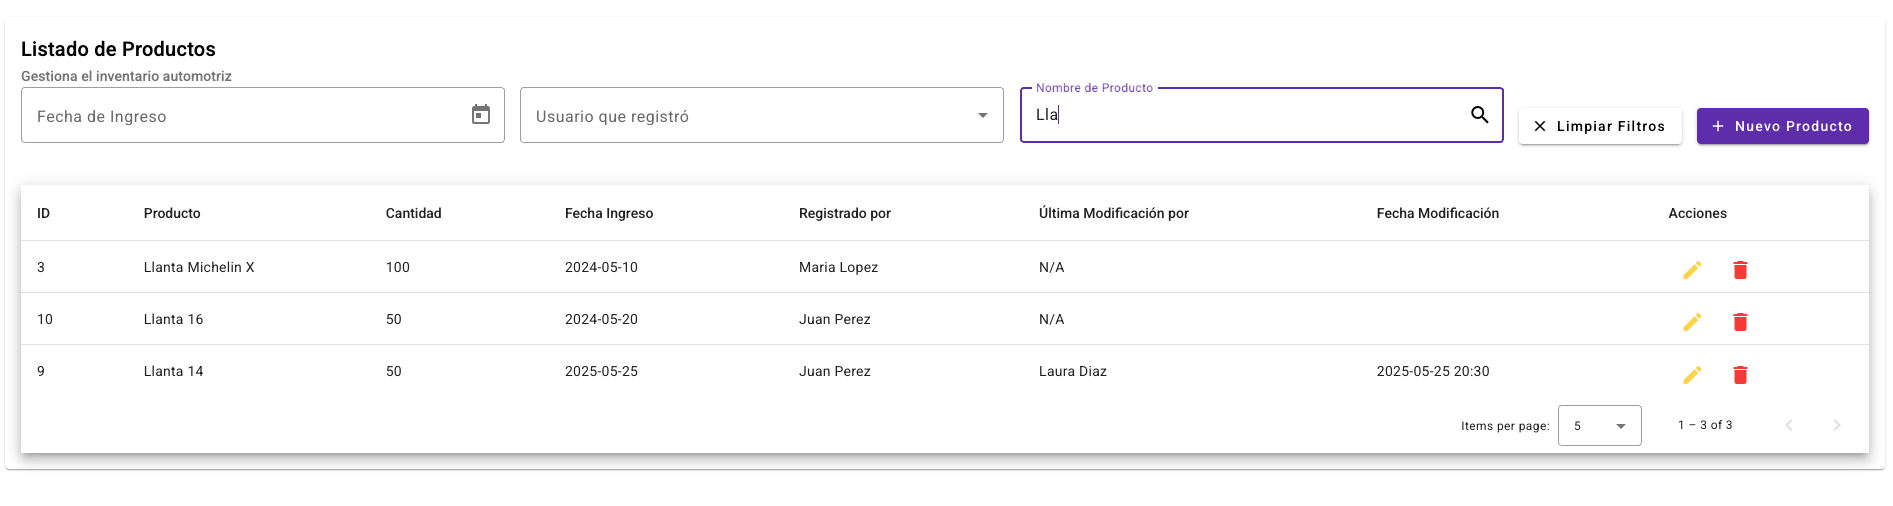 Listado de Productos
Gestiona el inventario automotriz
Fecha de Ingreso
Usuario que registró
Nombre de Producto
Lla
Limpiar Filtros
Nuevo Producto
ID Producto Cantidad Fecha Ingreso Registrado por Última Modificación por Fecha Modificación Acciones
3 Llanta Michelin X 100 2024-05-10 Maria Lopez N/A
10 Llanta 16 50 2024-05-20 Juan Perez N/A
9 Llanta 14 50 2025-05-25 Juan Perez Laura Diaz 2025-05-25 20:30
Items per page: 5 1 – 3 of 3